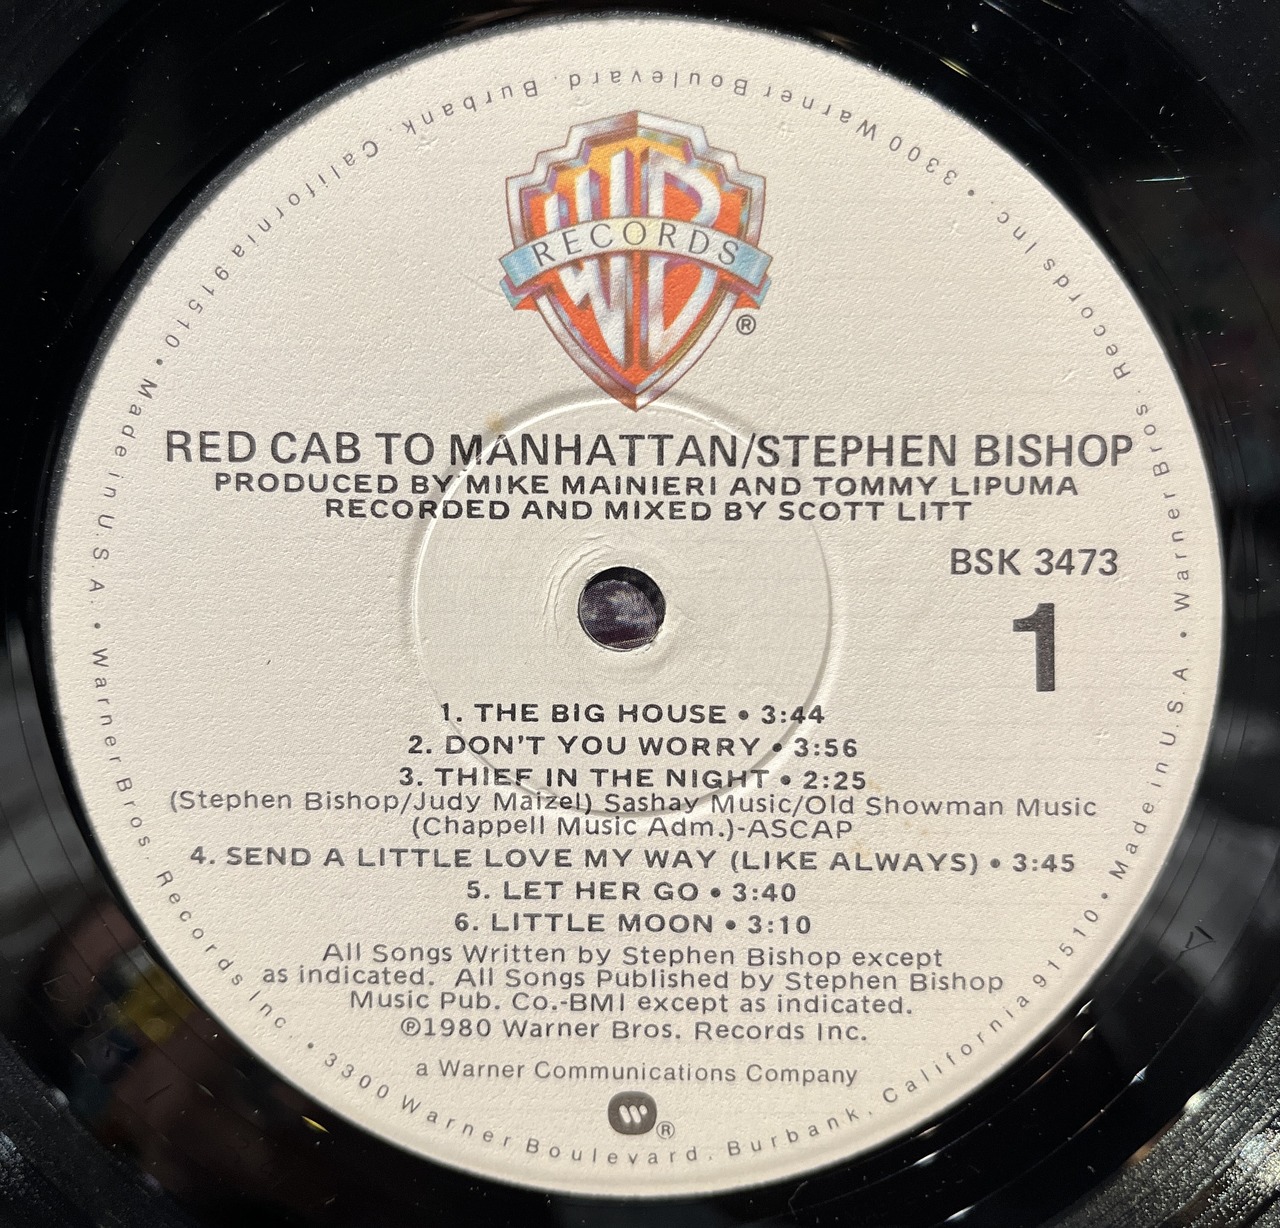 WB
RECORDS
®
RED CAB TO MANHATTAN/STEPHEN BISHOP
PRODUCED BY MIKE MAINIERI AND TOMMY LIPUMA
RECORDED AND MIXED BY SCOTT LITT
BSK 3473
1
1. THE BIG HOUSE • 3:44
2. DON'T YOU WORRY • 3:56
3. THIEF IN THE NIGHT • 2:25
(Stephen Bishop/Judy Maizel) Sashay Music/Old Showman Music
(Chappell Music Adm.)-ASCAP
4. SEND A LITTLE LOVE MY WAY (LIKE ALWAYS) • 3:45
5. LET HER GO • 3:40
6. LITTLE MOON • 3:10
All Songs Written by Stephen Bishop except
as indicated. All Songs Published by Stephen Bishop
Music Pub. Co.-BMI except as indicated.
℗1980 Warner Bros. Records Inc.
a Warner Communications Company
W ®
Made in U.S.A. • Warner Bros. Records Inc. • 3300 Warner Boulevard. Burbank. California 91510 • Made in U.S.A. • Warner Bros. Records Inc. • 3300 Warner Boulevard. Burbank. California 91510 •